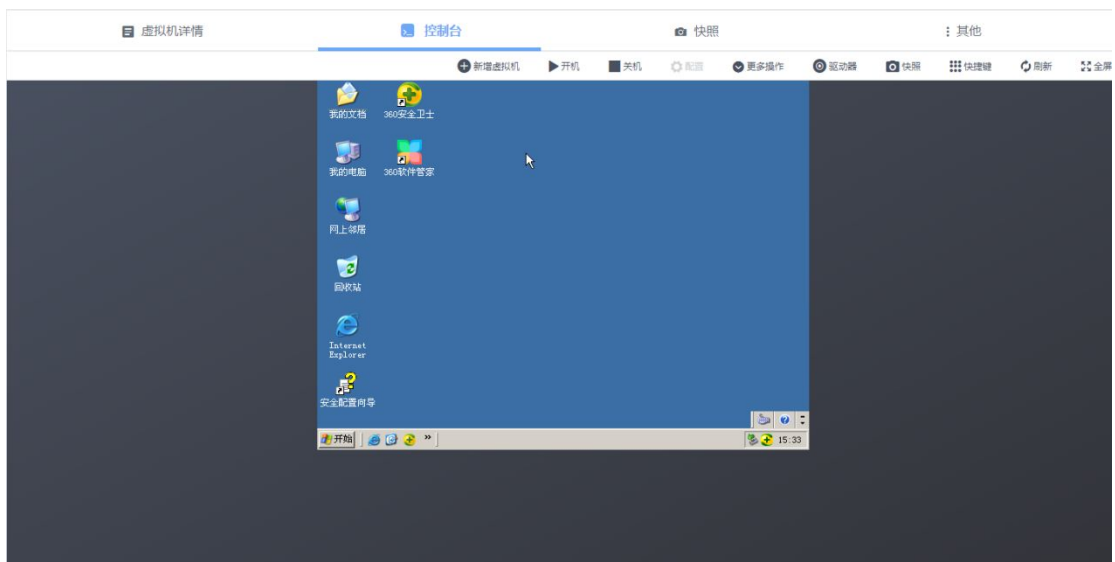 虚拟机详情
控制台
快照
其他
新增虚拟机
开机
关机
配置
更多操作
驱动器
快照
快捷键
刷新
全屏
我的文档
360安全卫士
我的电脑
360软件管家
网上邻居
回收站
Internet
Explorer
安全配置向导
开始
15:33